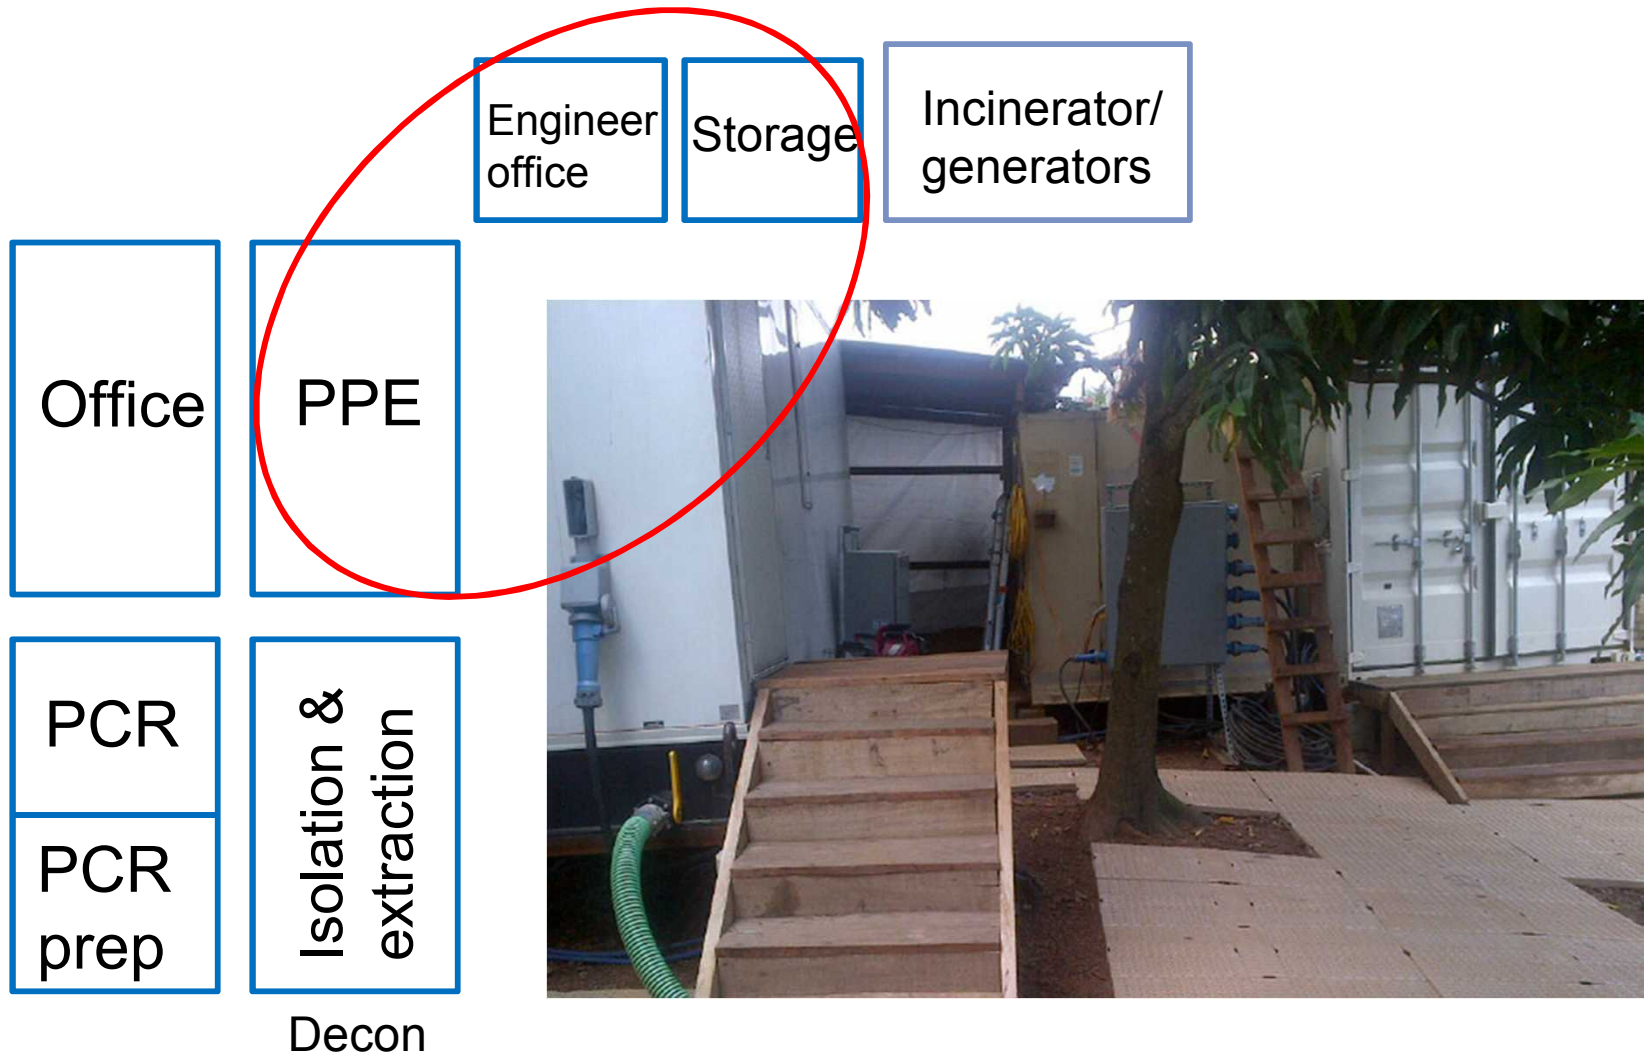 Engineer
office
Storage
Incinerator/
generators
Office
PPE
PCR
Isolation &
extraction
PCR
prep
Decon